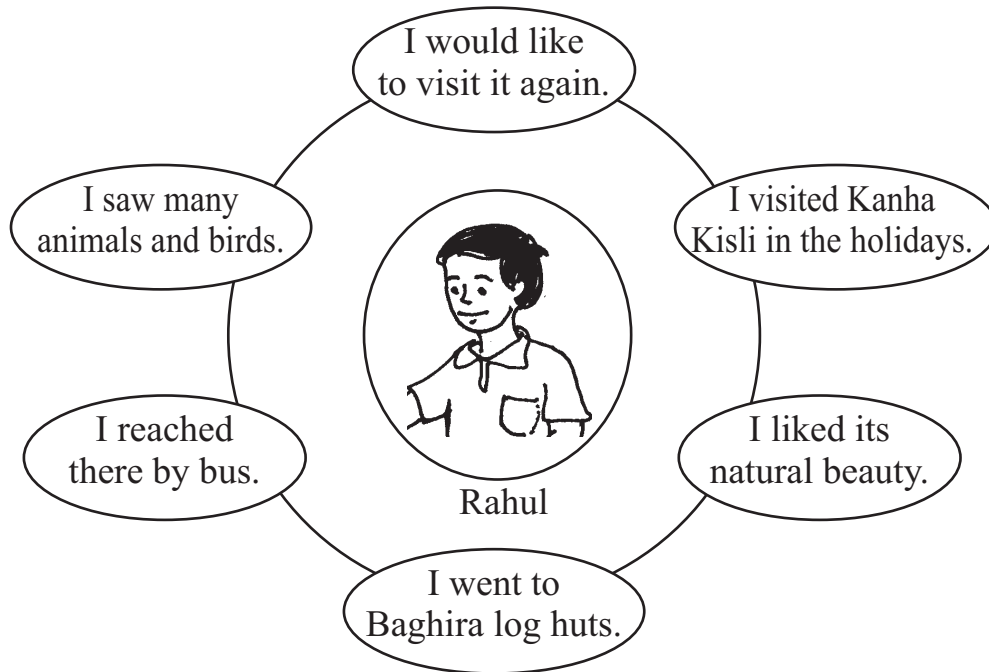 I would like
to visit it again.
I saw many
animals and birds.
I visited Kanha
Kisli in the holidays.
I reached
there by bus.
I liked its
natural beauty.
Rahul
I went to
Baghira log huts.